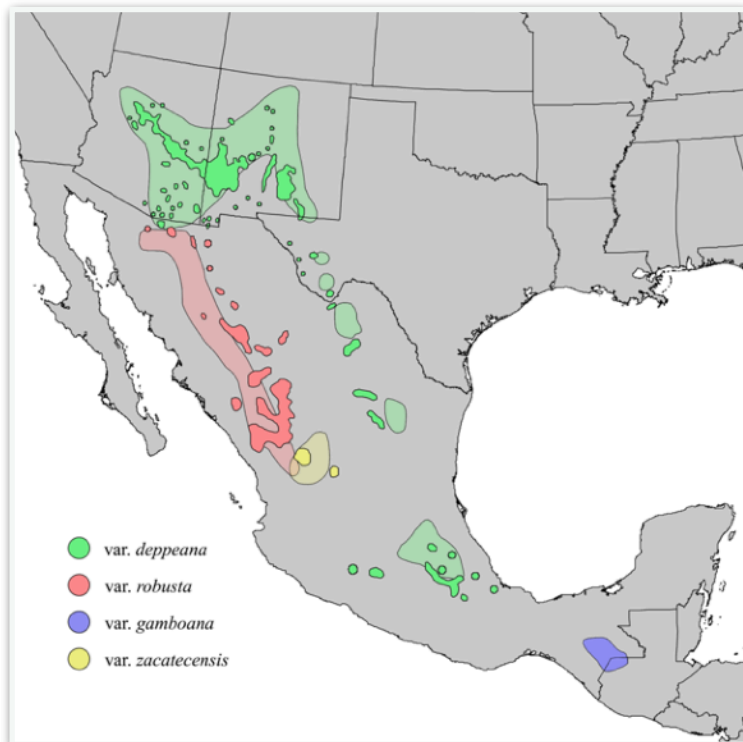 var. deppeana
var. robusta
var. gamboana
var. zacatecensis